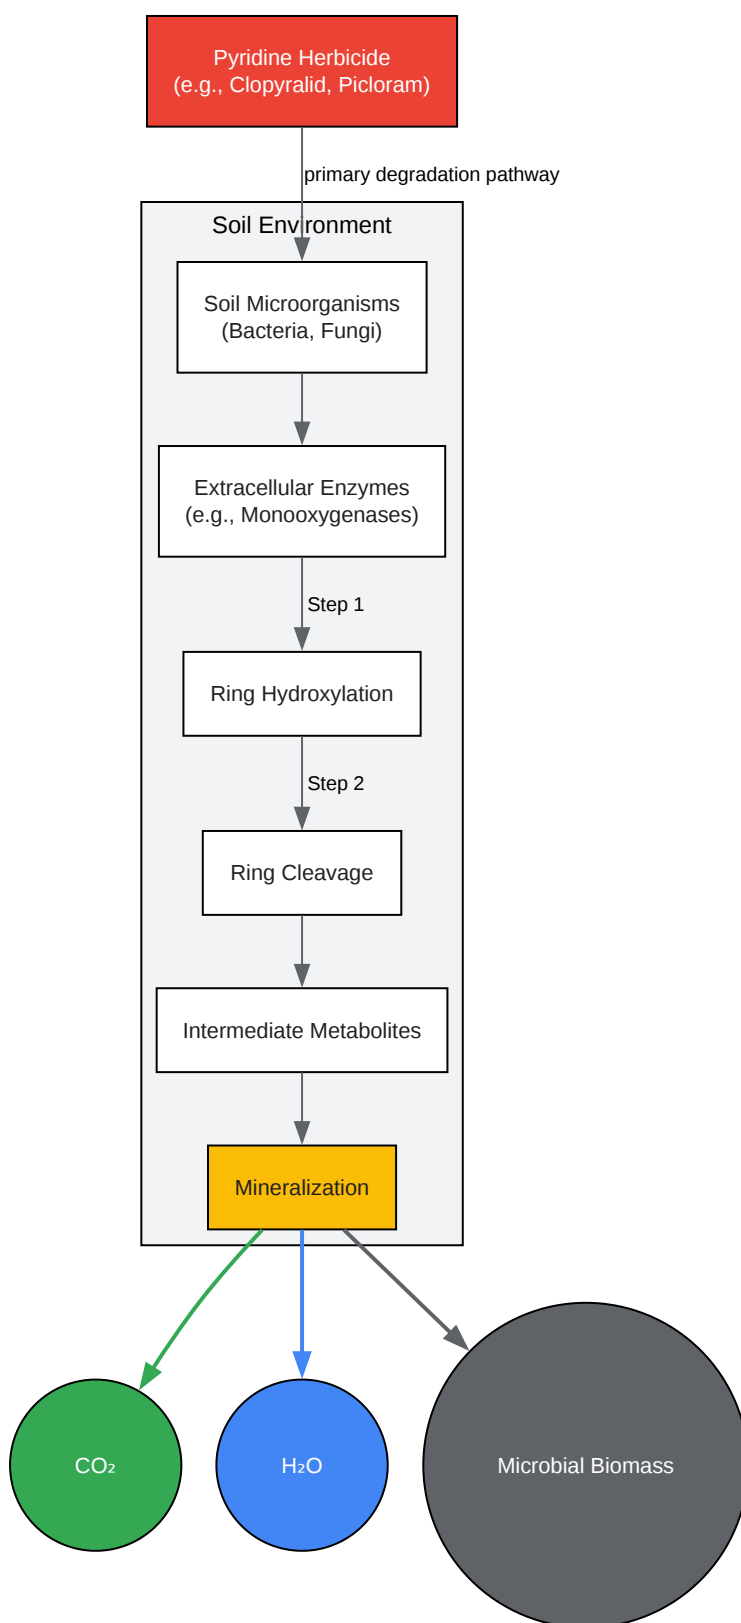 Pyridine Herbicide
(e.g., Clopyralid, Picloram)
primary degradation pathway
Soil Environment
Soil Microorganisms
(Bacteria, Fungi)
Extracellular Enzymes
(e.g., Monooxygenases)
Step 1
Ring Hydroxylation
Step 2
Ring Cleavage
Intermediate Metabolites
Mineralization
CO₂
H₂O
Microbial Biomass